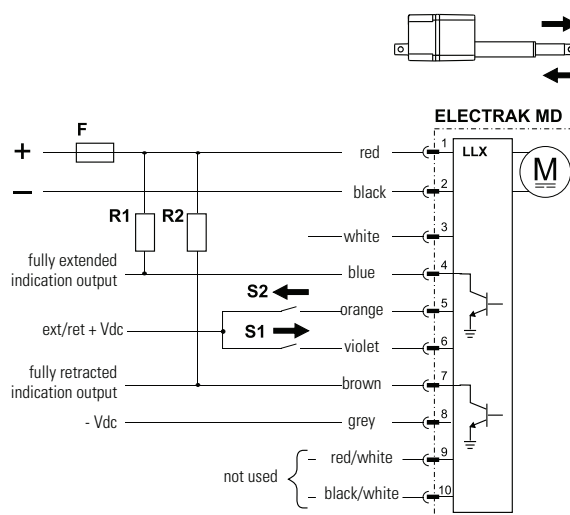 ELECTRAK MD
F
+
–
red
1
LLX
M
black
2
R1
R2
white
3
fully extended
indication output
blue
4
S2
orange
5
ext/ret + Vdc
S1
violet
6
fully retracted
indication output
brown
7
- Vdc
grey
8
not used
red/white
9
black/white
10